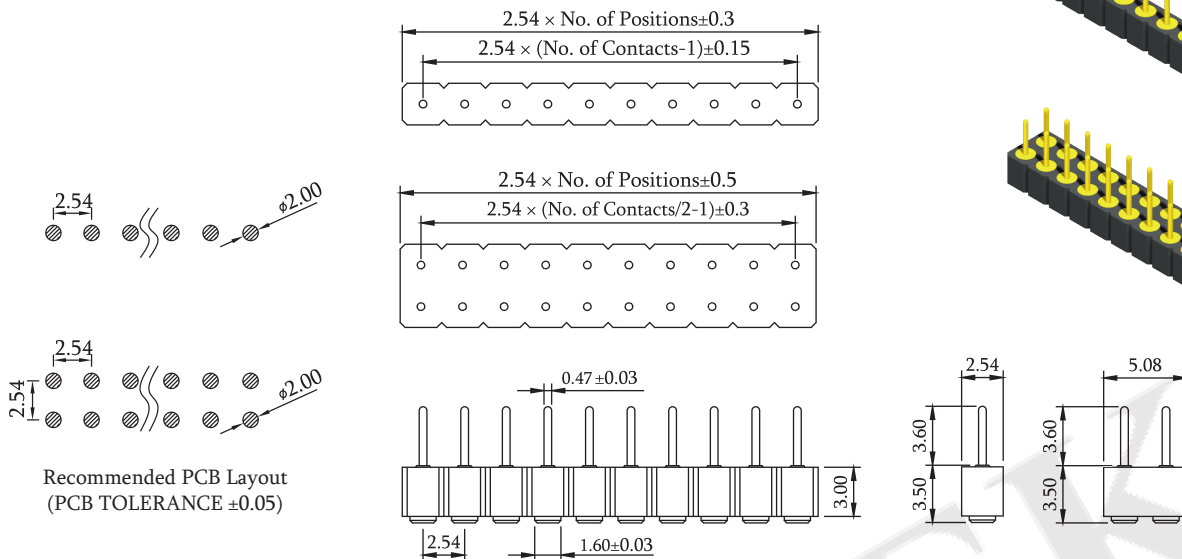 2.54 × No. of Positions±0.3
2.54 × (No. of Contacts-1)±0.15
2.54
ø2.00
2.54 × No. of Positions±0.5
2.54 × (No. of Contacts/2-1)±0.3
2.54
2.54
ø2.00
Recommended PCB Layout
(PCB TOLERANCE ±0.05)
0.47±0.03
3.00
2.54
1.60±0.03
2.54
3.60
3.50
5.08
3.60
3.50